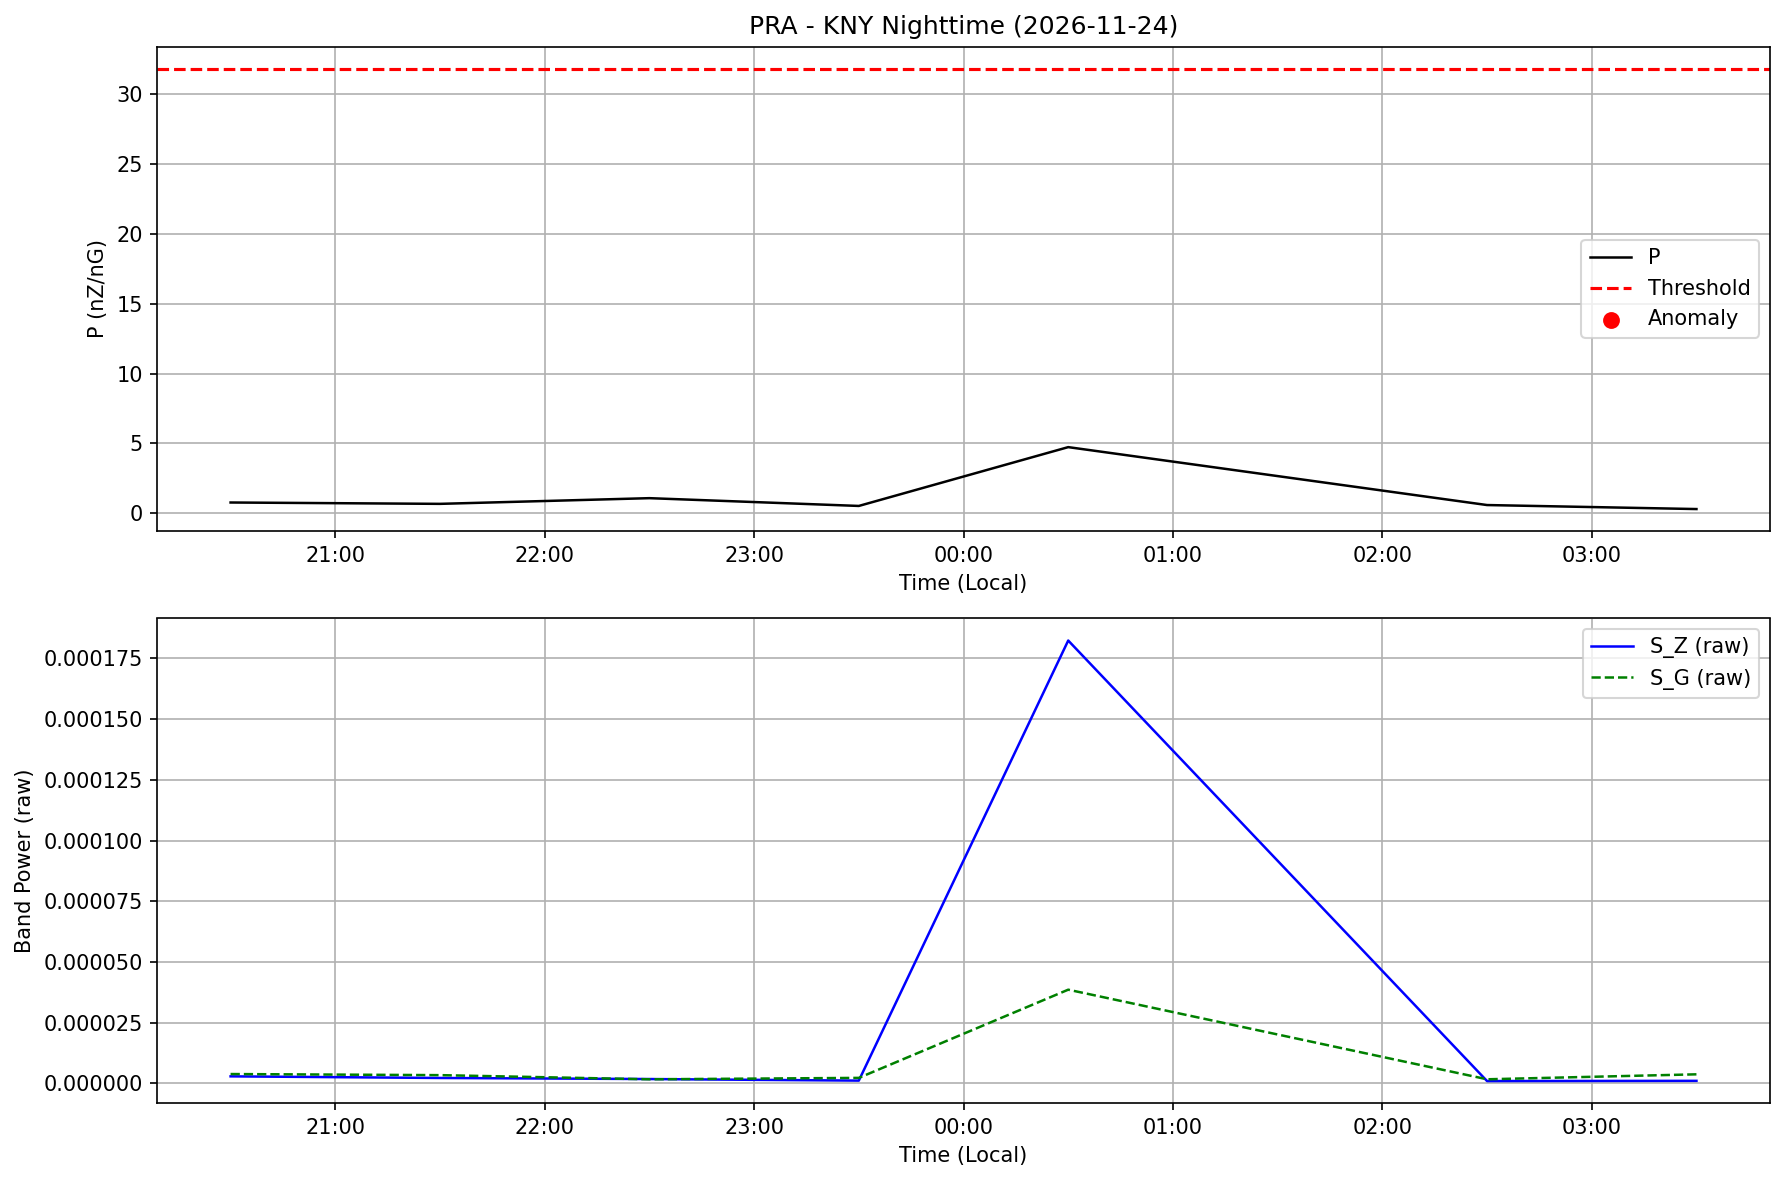 PRA - KNY Nighttime (2026-11-24)
P (nZ/nG)
30
25
20
15
10
5
0
P
Threshold
Anomaly
21:00 22:00 23:00 00:00 01:00 02:00 03:00
Time (Local)
Band Power (raw)
0.000175
0.000150
0.000125
0.000100
0.000075
0.000050
0.000025
0.000000
S_Z (raw)
S_G (raw)
21:00 22:00 23:00 00:00 01:00 02:00 03:00
Time (Local)